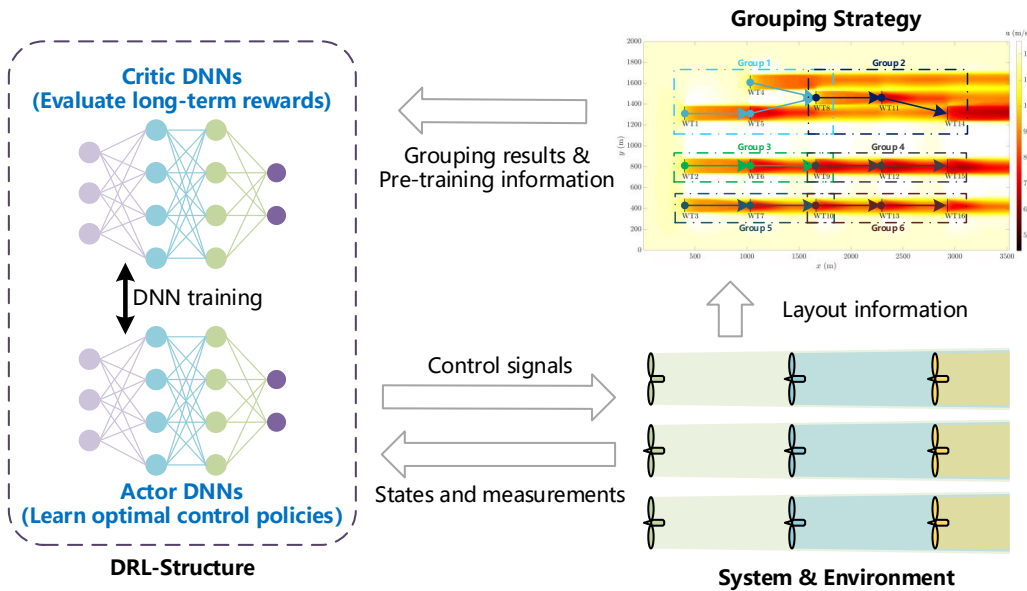 Critic DNNs
(Evaluate long-term rewards)
DNN training
Actor DNNs
(Learn optimal control policies)
DRL-Structure
Grouping results &
Pre-training information
Control signals
States and measurements
Grouping Strategy
u (m/s
2000
1800
1600
1400
1200
1000
800
600
400
200
0
y (m)
Group 1
Group 2
WT4
WT8
WT11
WT1
WT5
WT14
Group 3
Group 4
WT2
WT6
WT9
WT12
WT15
WT3
WT7
WT10
WT13
WT16
Group 5
Group 6
500
1000
1500
2000
2500
3000
3500
x (m)
Layout information
System & Environment